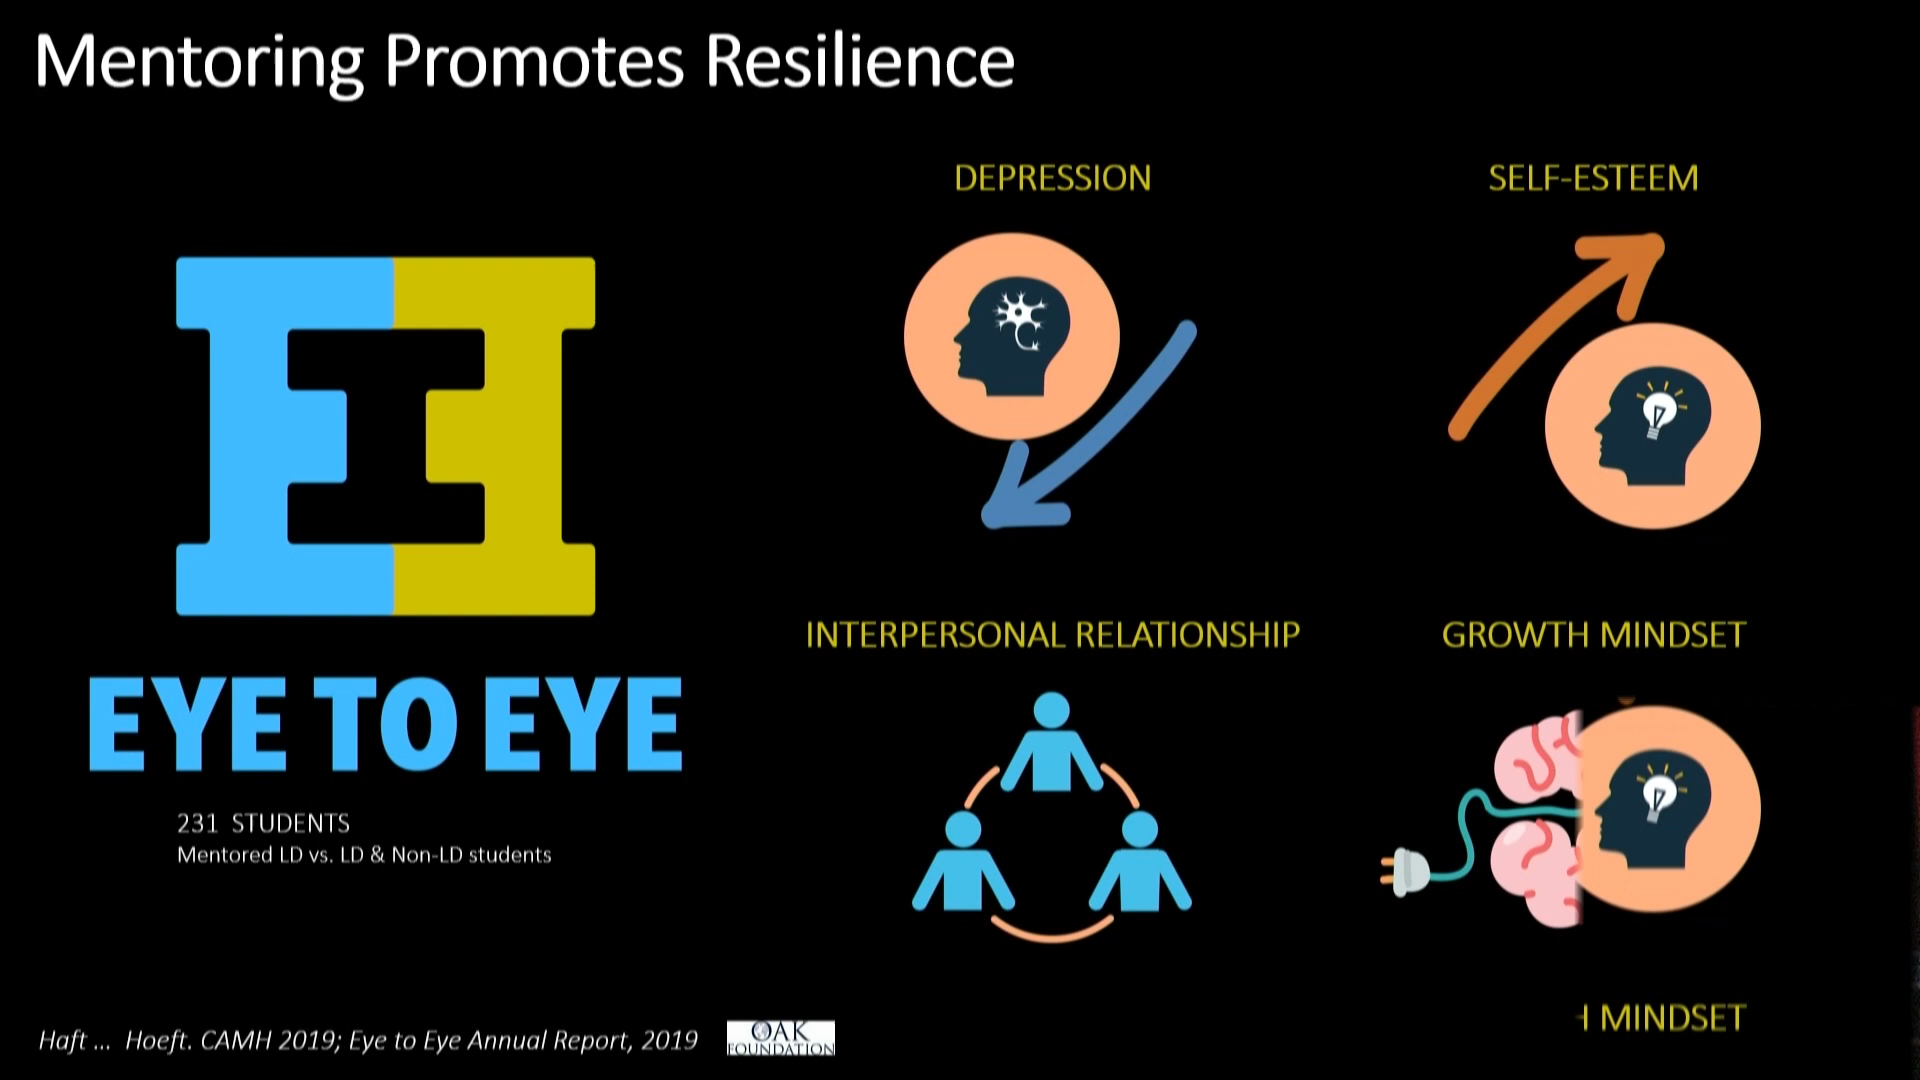 Mentoring Promotes Resilience
DEPRESSION
SELF-ESTEEM
INTERPERSONAL RELATIONSHIP
GROWTH MINDSET
EYE TO EYE
231 STUDENTS
Mentored LD vs. LD & Non-LD students
MINDSET
Haft ... Hoeft. CAMH 2019; Eye to Eye Annual Report, 2019
OAK
FOUNDATION